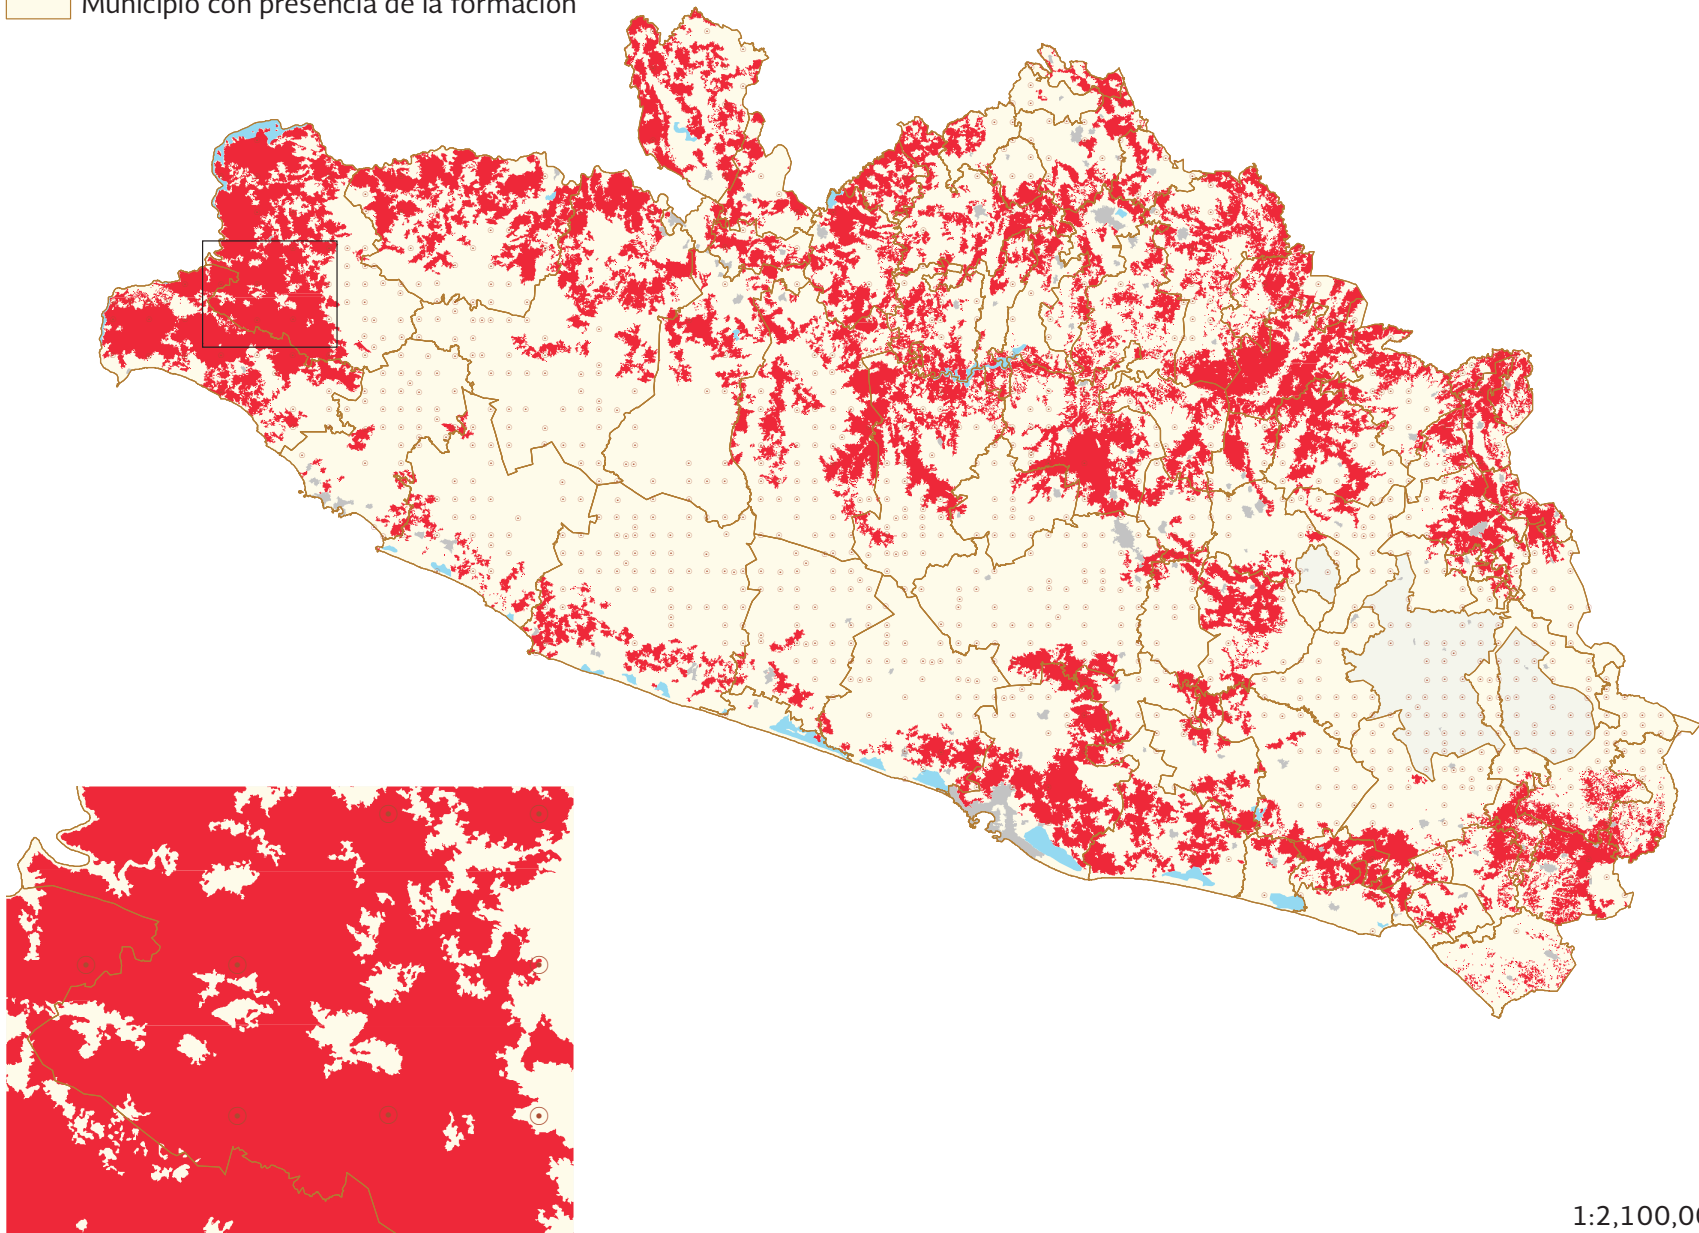 Municipio con presencia de la formación
1:2,100,00